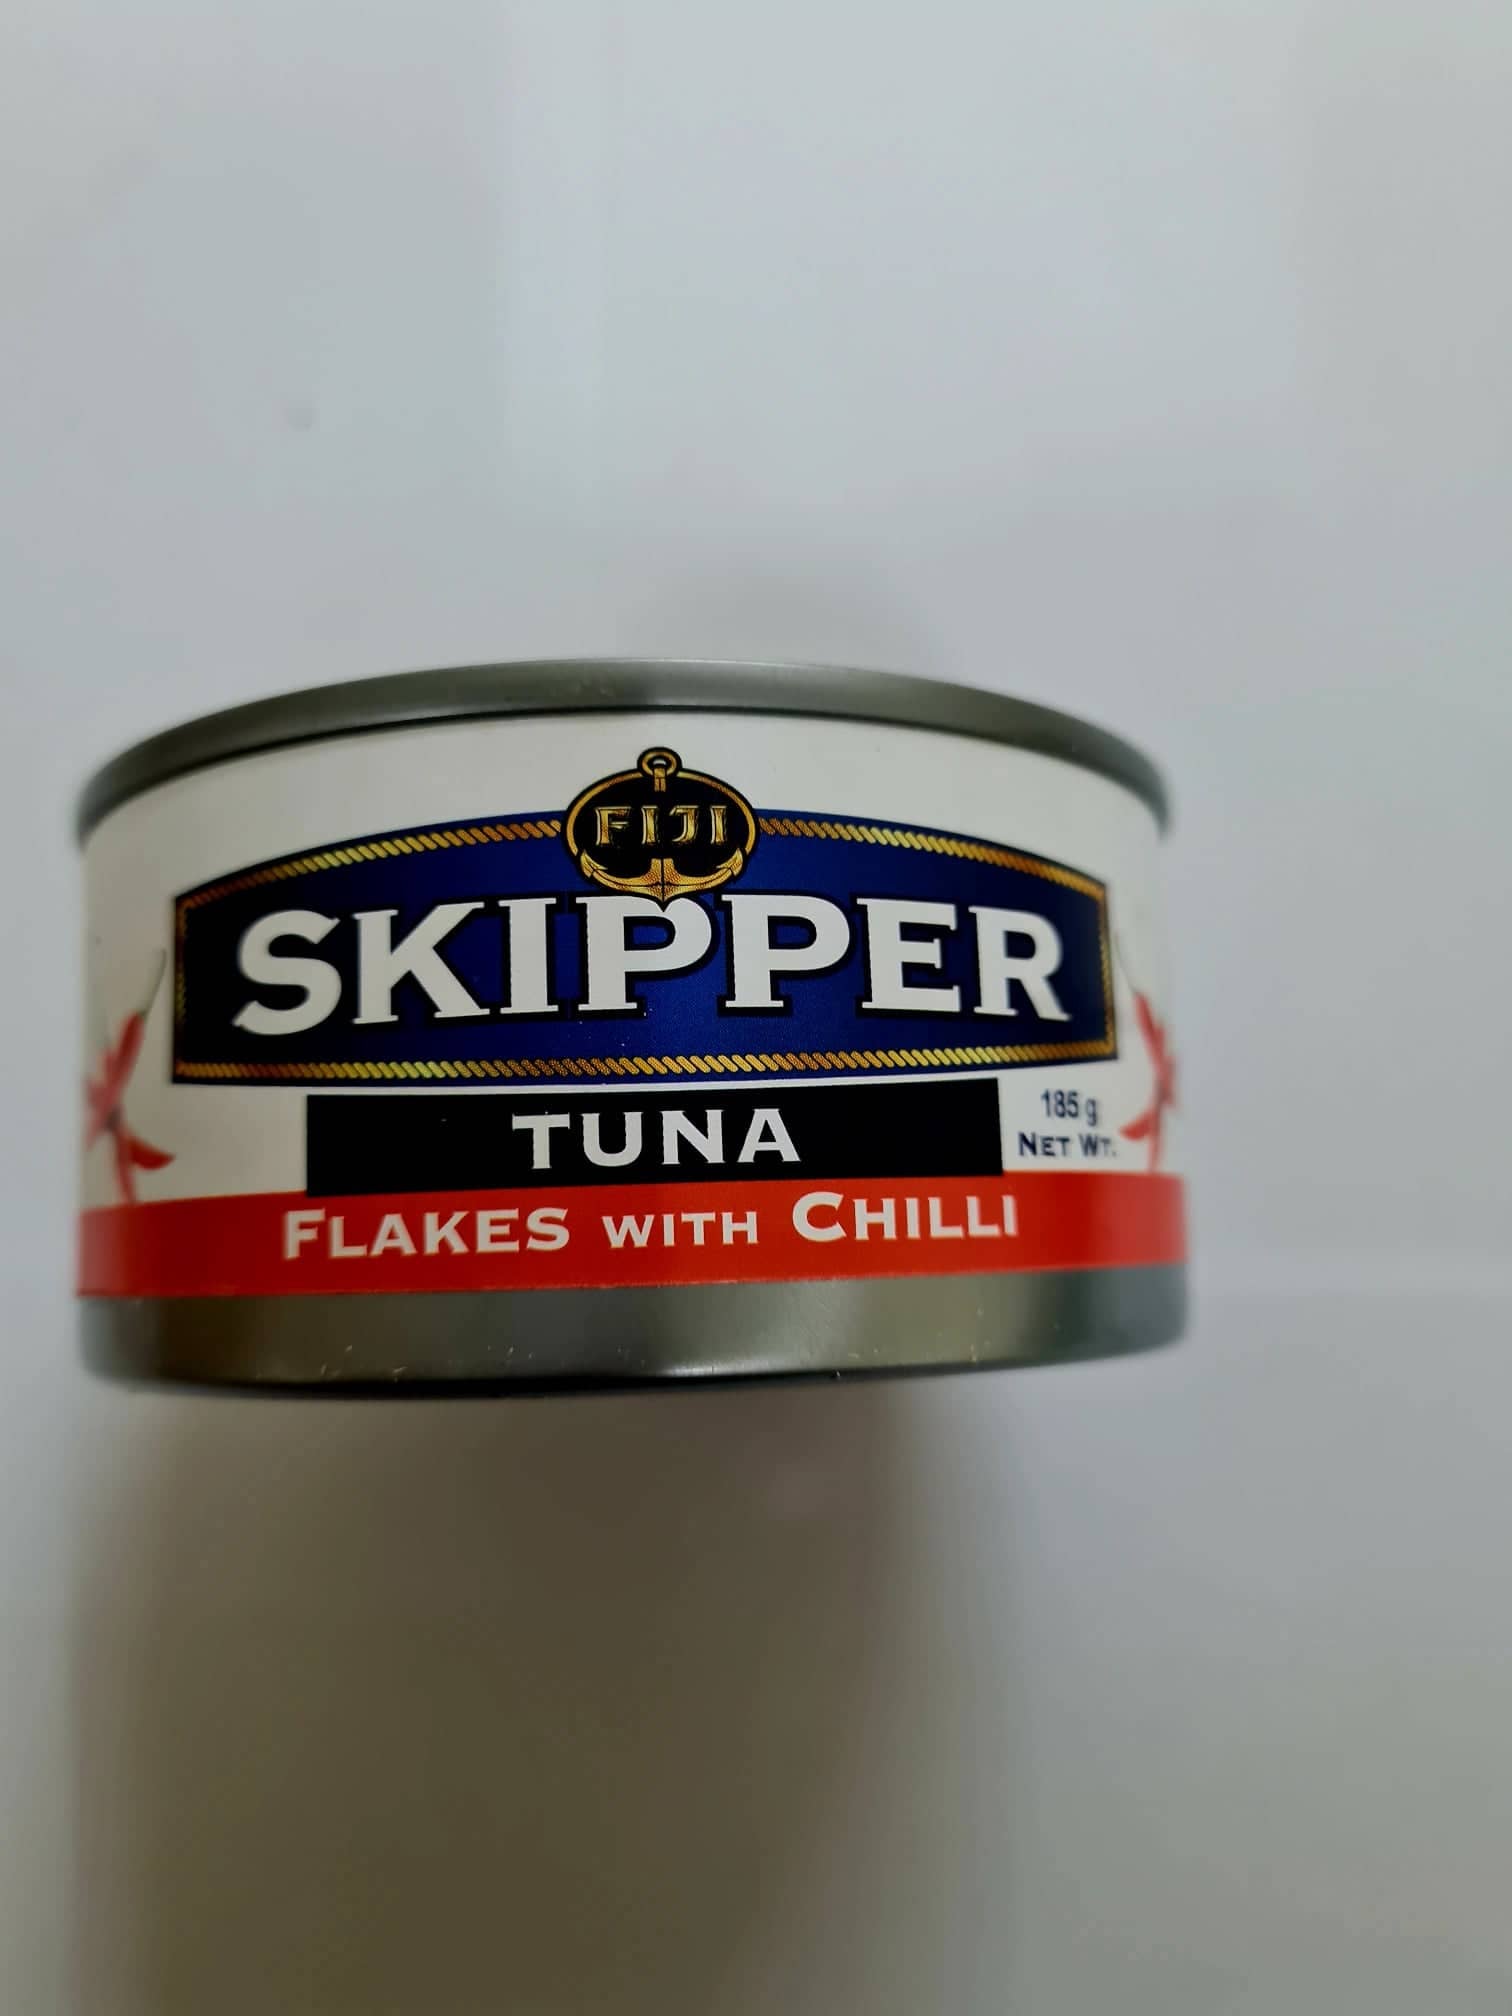 FIJI
SKIPPER
TUNA
185 g
NET WT.
FLAKES WITH CHILLI